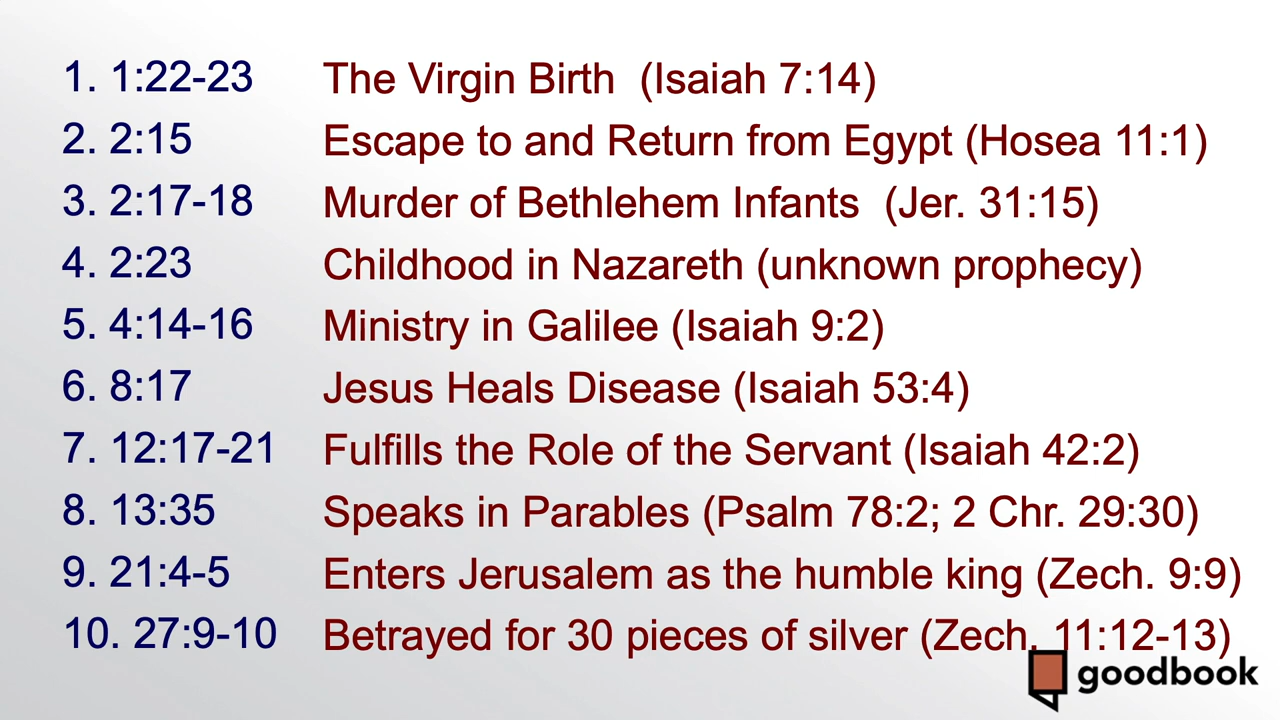 1. 1:22-23 The Virgin Birth (Isaiah 7:14)
2. 2:15 Escape to and Return from Egypt (Hosea 11:1)
3. 2:17-18 Murder of Bethlehem Infants (Jer. 31:15)
4. 2:23 Childhood in Nazareth (unknown prophecy)
5. 4:14-16 Ministry in Galilee (Isaiah 9:2)
6. 8:17 Jesus Heals Disease (Isaiah 53:4)
7. 12:17-21 Fulfills the Role of the Servant (Isaiah 42:2)
8. 13:35 Speaks in Parables (Psalm 78:2; 2 Chr. 29:30)
9. 21:4-5 Enters Jerusalem as the humble king (Zech. 9:9)
10. 27:9-10 Betrayed for 30 pieces of silver (Zech. 11:12-13)
goodbook